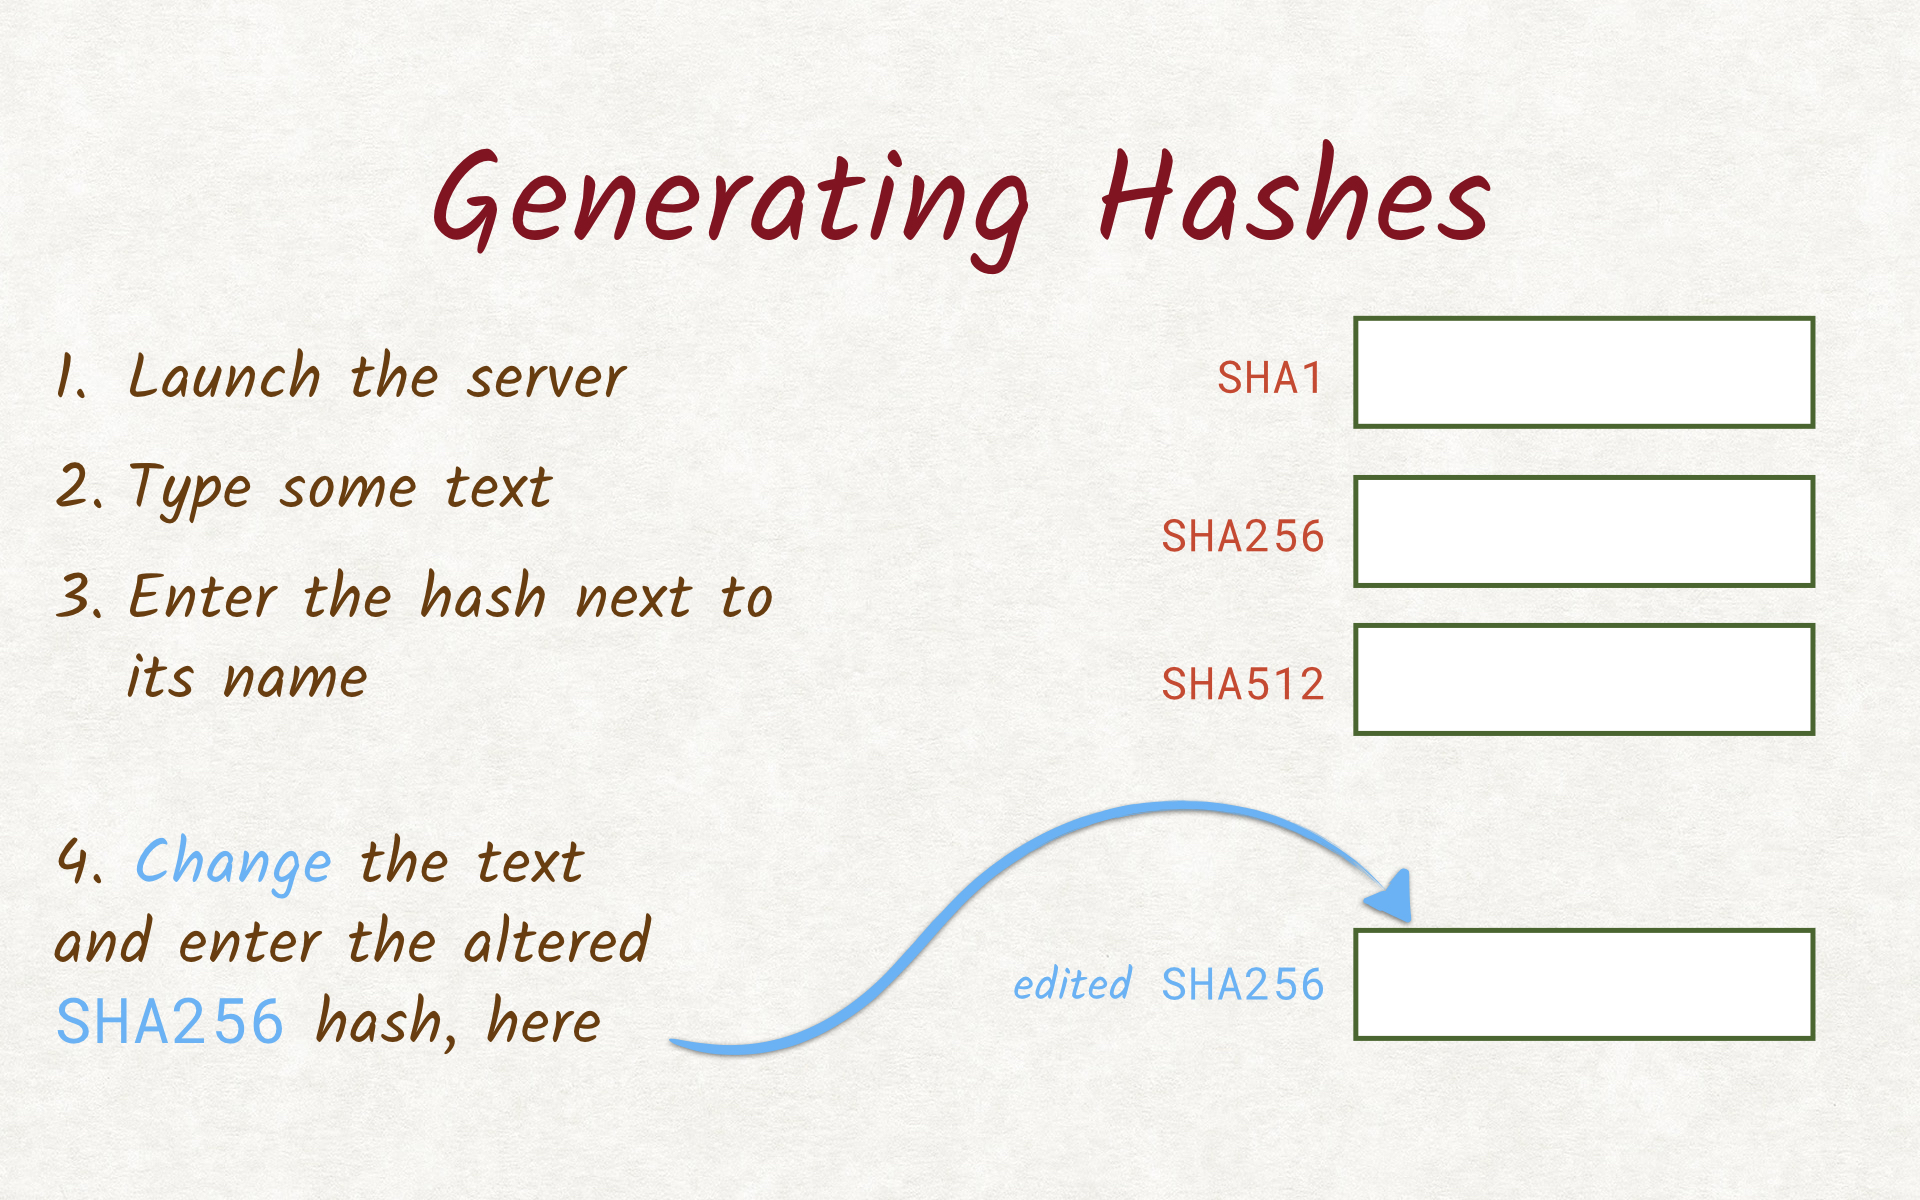 Generating Hashes
1. Launch the server
2. Type some text
3. Enter the hash next to
its name
4. Change the text
and enter the altered
SHA256 hash, here
SHA1
SHA256
SHA512
edited SHA256